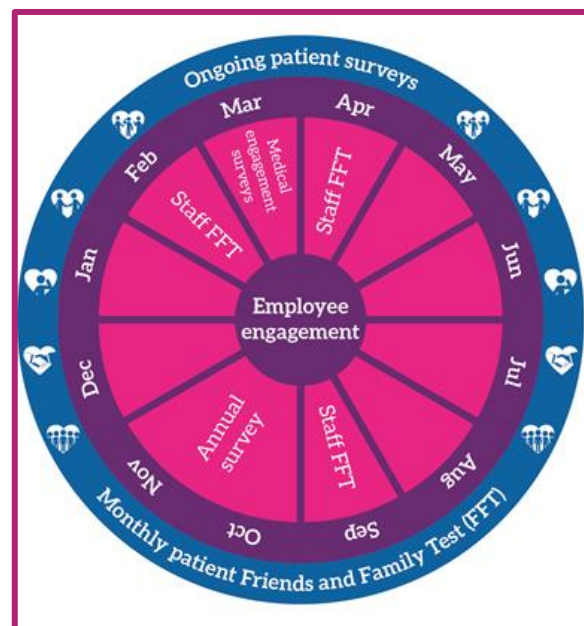 Ongoing patient surveys
Mar
Apr
Feb
May
Jan
Jun
Dec
Jul
Nov
Aug
Oct
Sep
Medical
engagement
surveys
Staff FFT
Staff FFT
Employee
engagement
Annual
survey
Staff FFT
Monthly patient Friends and Family Test (FFT)